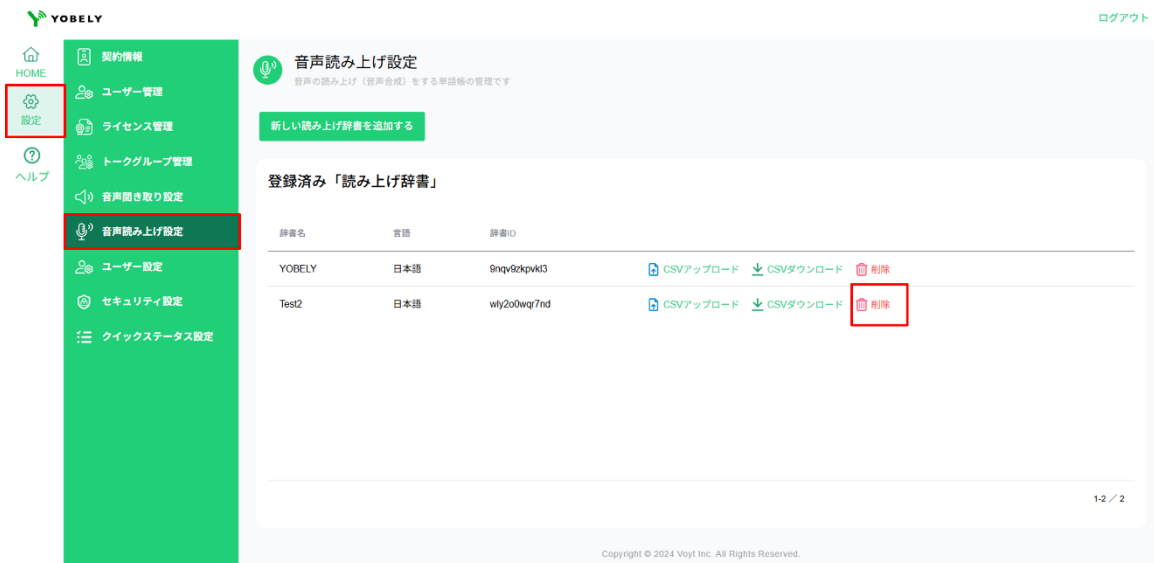 YOBELY
ログアウト
HOME
設定
ヘルプ
契約情報
ユーザー管理
ライセンス管理
トークグループ管理
音声聞き取り設定
音声読み上げ設定
ユーザー設定
セキュリティ設定
クイックステータス設定
音声読み上げ設定
音声の読み上げ（音声合成）をする単語帳の管理です
新しい読み上げ辞書を追加する
登録済み「読み上げ辞書」
辞書名 言語 辞書ID
YOBELY 日本語 9nqv9zkpvkl3 CSVアップロード CSVダウンロード 削除
Test2 日本語 wly2o0wqr7nd CSVアップロード CSVダウンロード 削除
1-2 ／ 2
Copyright © 2024 Voyt Inc. All Rights Reserved.